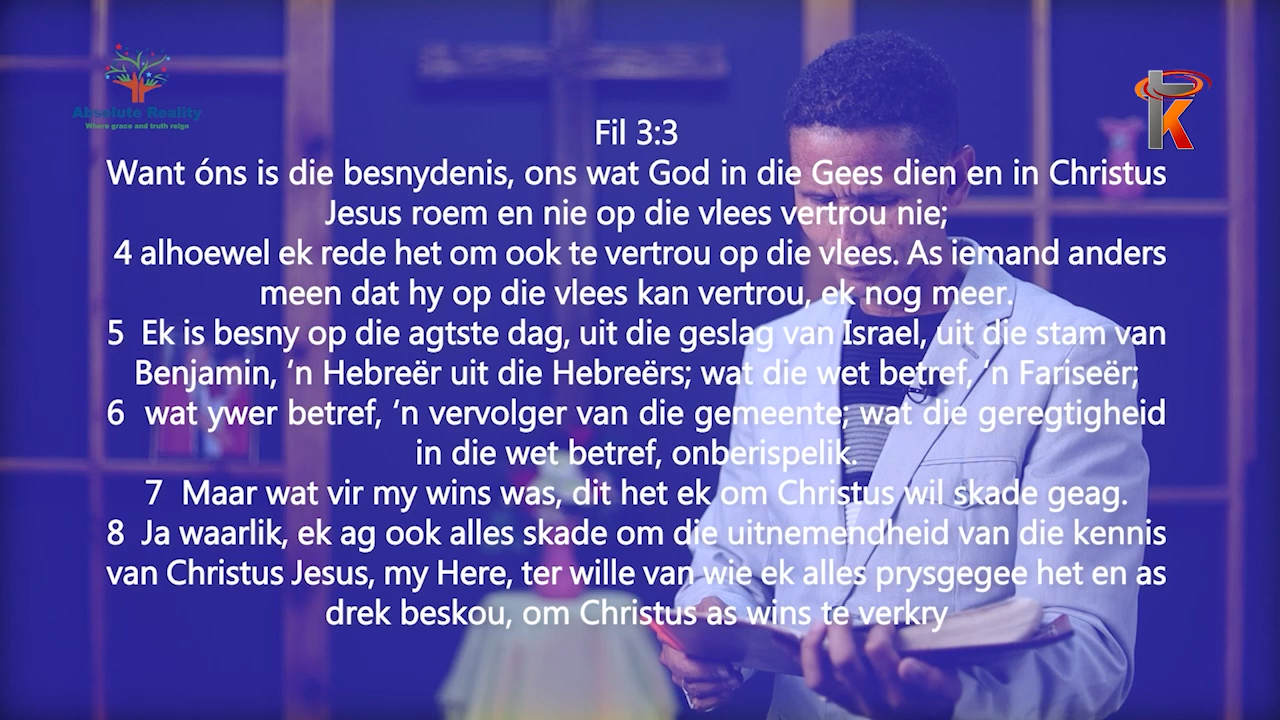 Absolute Reality
Where grace and truth reign
Fil 3:3
Want óns is die besnydenis, ons wat God in die Gees dien en in Christus
Jesus roem en nie op die vlees vertrou nie;
4 alhoewel ek rede het om ook te vertrou op die vlees. As iemand anders
meen dat hy op die vlees kan vertrou, ek nog meer.
5 Ek is besny op die agtste dag, uit die geslag van Israel, uit die stam van
Benjamin, ‘n Hebreër uit die Hebreërs; wat die wet betref, ‘n Fariseër;
6 wat ywer betref, ‘n vervolger van die gemeente; wat die geregtigheid
in die wet betref, onberispelik.
7 Maar wat vir my wins was, dit het ek om Christus wil skade geag.
8 Ja waarlik, ek ag ook alles skade om die uitnemendheid van die kennis
van Christus Jesus, my Here, ter wille van wie ek alles prysgegee het en as
drek beskou, om Christus as wins te verkry